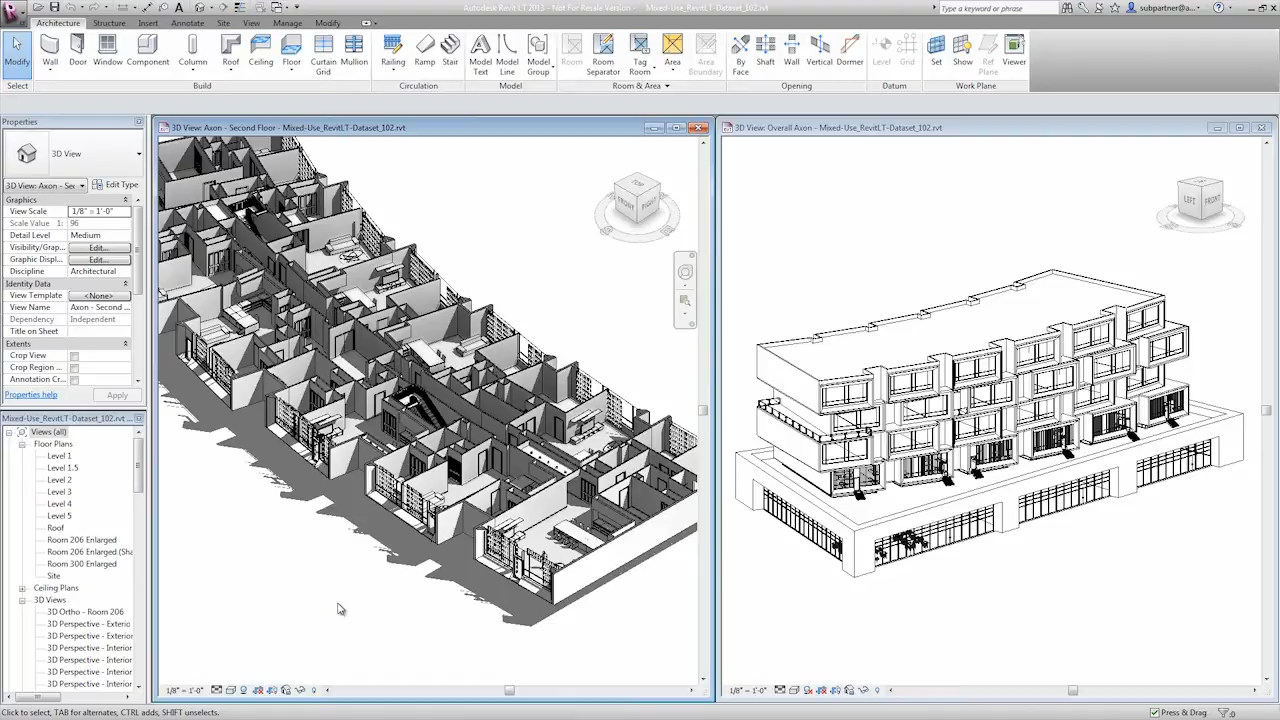 Autodesk Revit LT 2013 - Not For Resale Version - Mixed-Use_RevitLT-Dataset_102.rvt
Type a keyword or phrase
subpartner@a...
Architecture Structure Insert Annotate Site View Manage Modify
Modify Wall Door Window Component Column Roof Ceiling Floor Curtain Grid Mullion Railing Ramp Stair Model Text Model Line Model Group Room Room Separator Tag Room Area Area Boundary By Face Shaft Wall Vertical Dormer Level Grid Set Show Ref Plane Viewer
Select Build Circulation Model Room & Area Opening Datum Work Plane
Properties
3D View
3D View: Axon - Sec
Edit Type
Graphics
View Scale 1/8" = 1'-0"
Scale Value 1: 96
Detail Level Medium
Visibility/Grap... Edit...
Graphic Displ... Edit...
Discipline Architectural
Identity Data
View Template <None>
View Name Axon - Second ...
Dependency Independent
Title on Sheet
Extents
Crop View
Crop Region ...
Annotation Cr...
Properties help
Apply
Mixed-Use_RevitLT-Dataset_102.rvt ...
Views (all)
Floor Plans
Level 1
Level 1.5
Level 2
Level 3
Level 4
Level 5
Roof
Room 206 Enlarged
Room 206 Enlarged (Sha
Room 300 Enlarged
Site
Ceiling Plans
3D Views
3D Ortho - Room 206
3D Perspective - Exterio
3D Perspective - Exterio
3D Perspective - Interior
3D Perspective - Interior
3D Perspective - Interior
3D Perspective - Interior
3D View: Axon - Second Floor - Mixed-Use_RevitLT-Dataset_102.rvt
TOP
FRONT
RIGHT
1/8" = 1'-0"
3D View: Overall Axon - Mixed-Use_RevitLT-Dataset_102.rvt
LEFT
FRONT
1/8" = 1'-0"
Click to select, TAB for alternates, CTRL adds, SHIFT unselects.
Press & Drag
:0